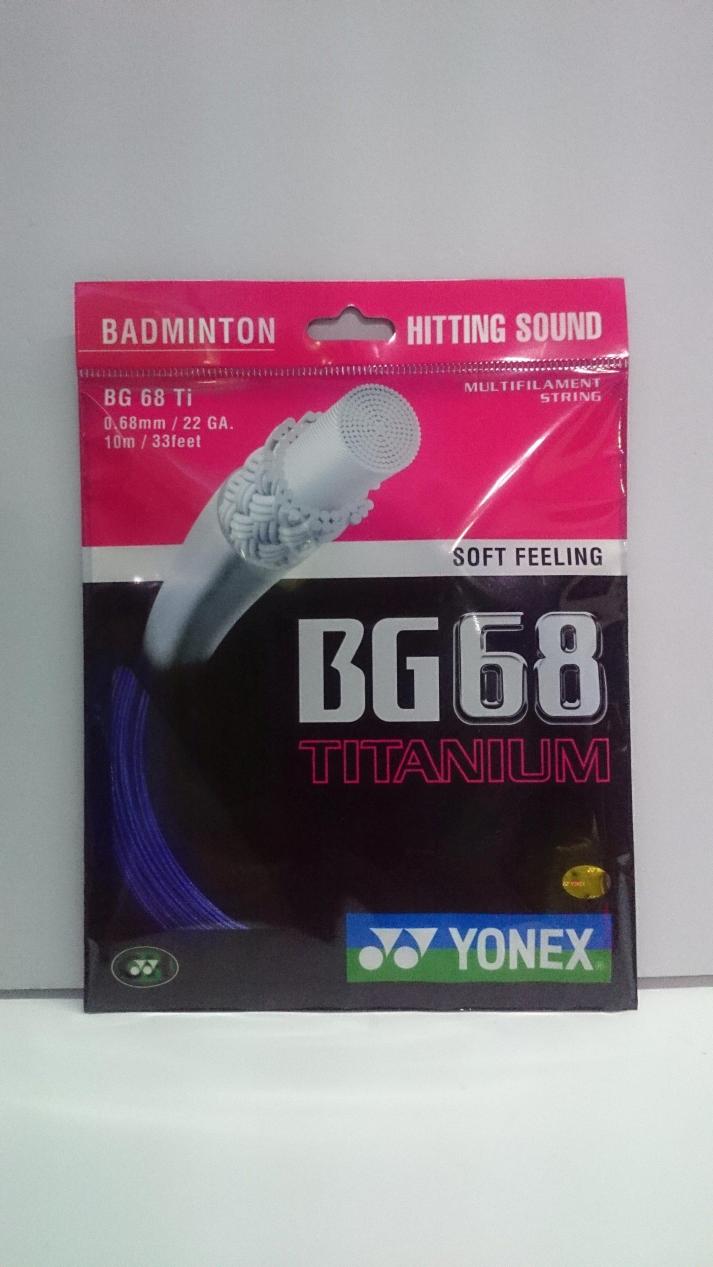 BADMINTON
HITTING SOUND
BG 68 Ti
0.68mm / 22 GA.
10m / 33feet
MULTIFILAMENT
STRING
SOFT FEELING
BG68
TITANIUM
YONEX
YONEX®